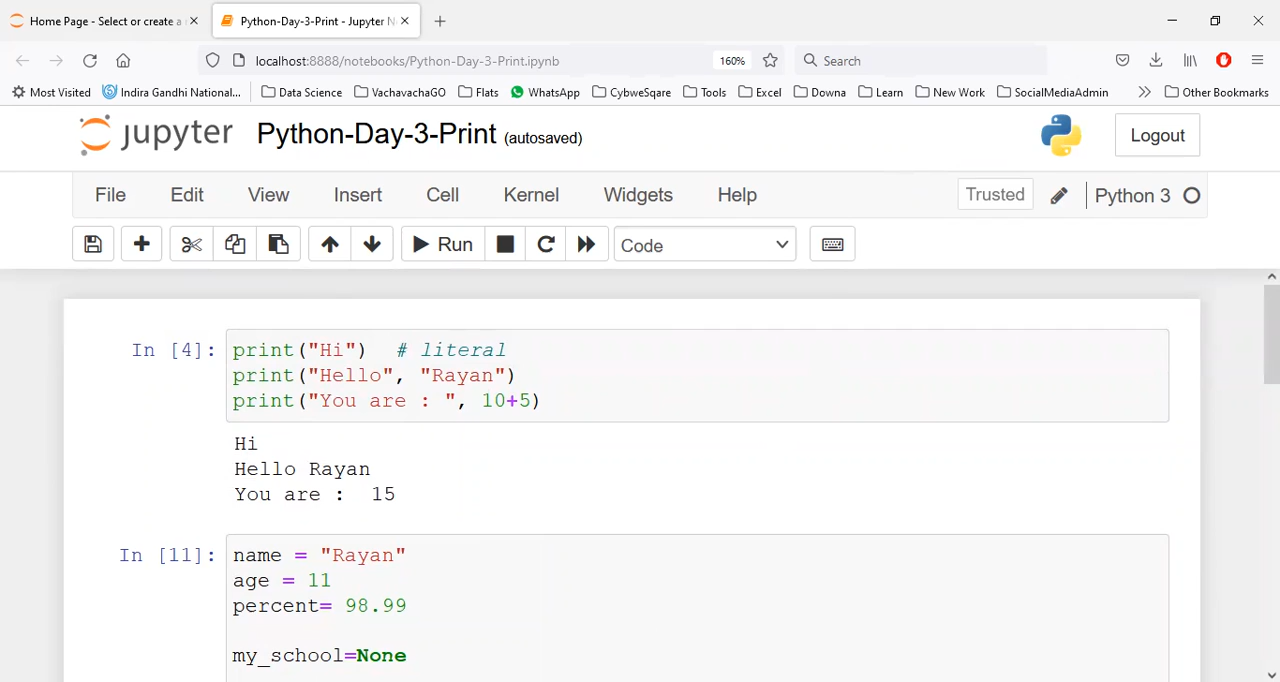 Home Page - Select or create a
Python-Day-3-Print - Jupyter N
localhost:8888/notebooks/Python-Day-3-Print.ipynb
160%
Search
Most Visited
Indira Gandhi National...
Data Science
VachavachaGO
Flats
WhatsApp
CybweSqare
Tools
Excel
Downa
Learn
New Work
SocialMediaAdmin
Other Bookmarks
jupyter
Python-Day-3-Print (autosaved)
Logout
File Edit View Insert Cell Kernel Widgets Help
Trusted
Python 3
Run
Code
In [4]: print("Hi") # literal
print("Hello", "Rayan")
print("You are : ", 10+5)
Hi
Hello Rayan
You are :  15
In [11]: name = "Rayan"
age = 11
percent= 98.99
my_school=None